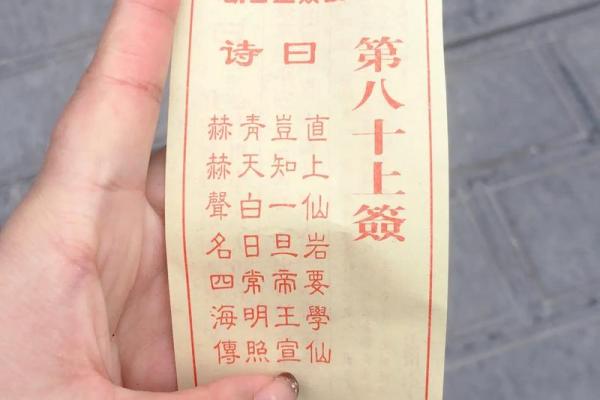 第八十上籤
诗曰
直上仙岩要學仙
豈知一旦帝王宣
青天白日常明照
赫赫聲名四海傳